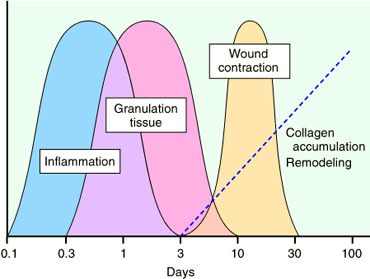 Wound
contraction
Granulation
tissue
Inflammation
Collagen
accumulation
Remodeling
0.1 0.3 1 3 10 30 100
Days